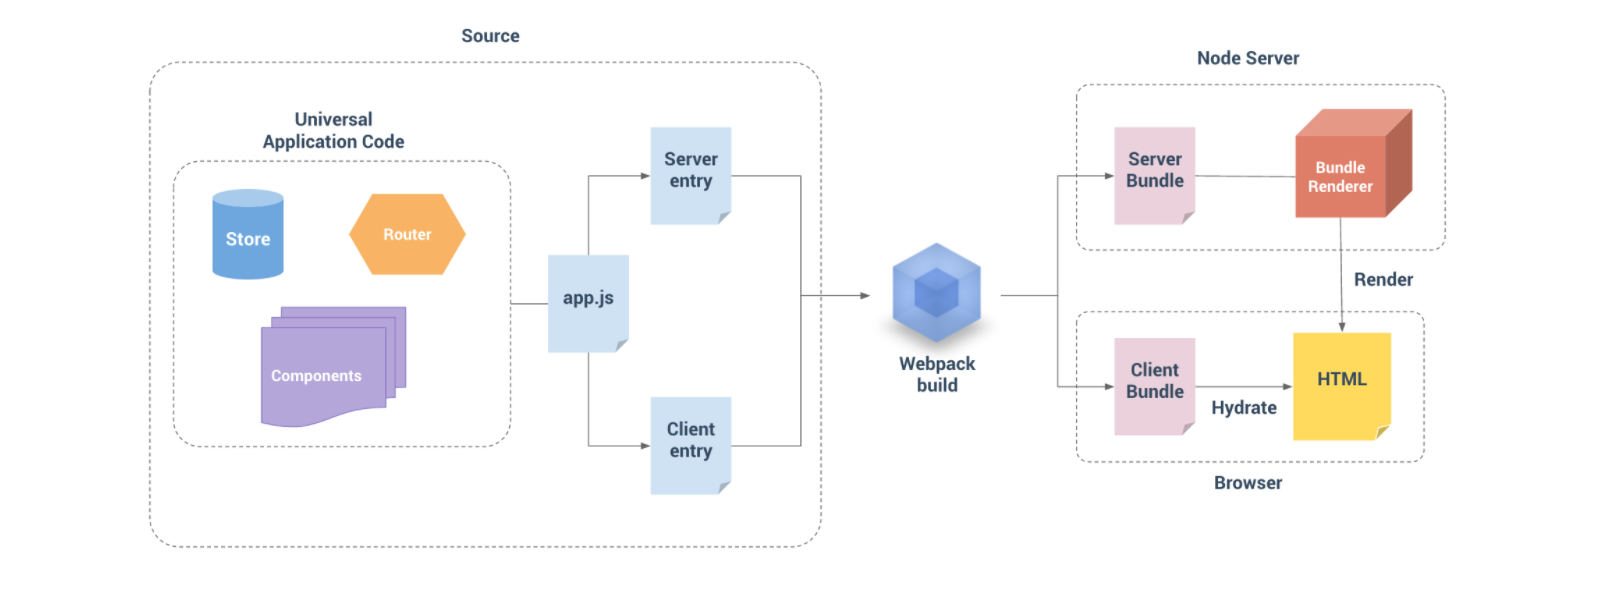 Source
Universal
Application Code
Store
Router
Components
app.js
Server
entry
Client
entry
Webpack
build
Node Server
Server
Bundle
Bundle
Renderer
Render
Client
Bundle
Hydrate
HTML
Browser